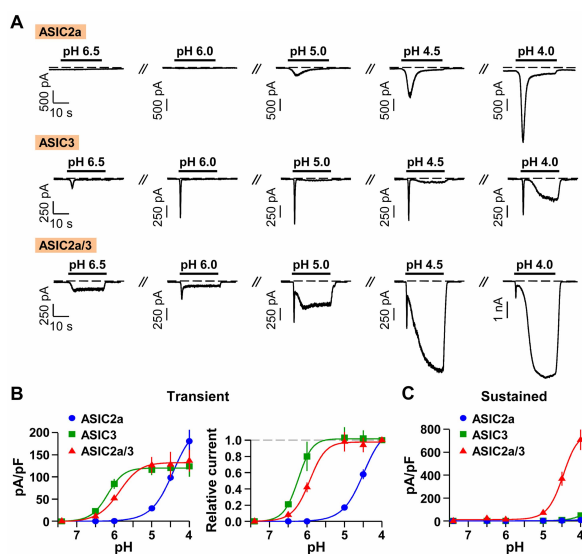 A
ASIC2a
pH 6.5 pH 6.0 pH 5.0 pH 4.5 pH 4.0
500 pA 500 pA 500 pA 500 pA 500 pA
10 s
ASIC3
pH 6.5 pH 6.0 pH 5.0 pH 4.5 pH 4.0
250 pA 250 pA 250 pA 250 pA 250 pA
10 s
ASIC2a/3
pH 6.5 pH 6.0 pH 5.0 pH 4.5 pH 4.0
250 pA 250 pA 250 pA 250 pA 1 nA
10 s
B Transient
ASIC2a
ASIC3
ASIC2a/3
pA/pF
200
150
100
50
0
7 6 5 4
pH
Relative current
1.0
0.8
0.6
0.4
0.2
0.0
7 6 5 4
pH
C Sustained
ASIC2a
ASIC3
ASIC2a/3
pA/pF
800
600
400
200
0
7 6 5 4
pH